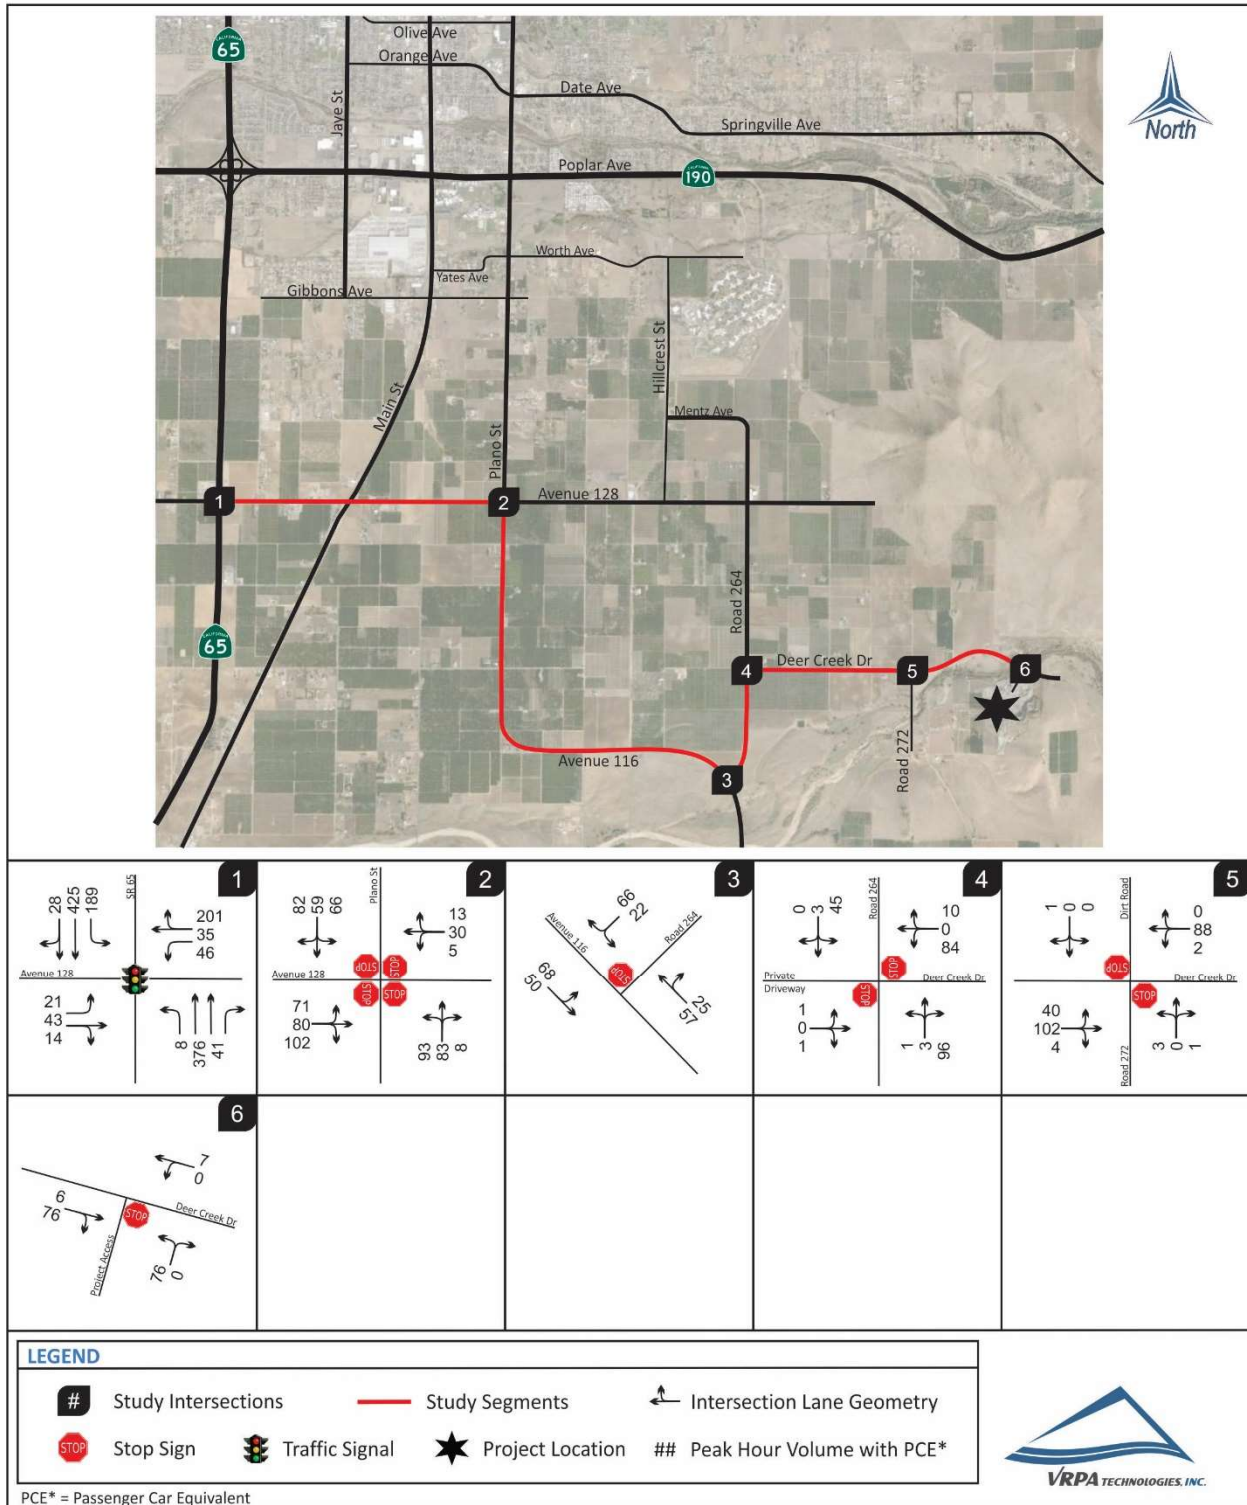 CALIFORNIA
65
Olive Ave
Orange Ave
Jaye St
Date Ave
Springville Ave
North
Poplar Ave
CALIFORNIA
190
Worth Ave
Yates Ave
Gibbons Ave
Hillcrest St
Main St
Mentz Ave
Plano St
1
2
Avenue 128
Road 264
CALIFORNIA
65
4
Deer Creek Dr
5
6
Avenue 116
Road 272
3
1
28 425 189
SR 65
201
35
46
Avenue 128
21
43
14
8 376 41
2
82 59 66
Plano St
13
30
5
Avenue 128
STOP STOP
STOP STOP
71
80
102
93 83 8
3
66
22
Avenue 116
Road 264
STOP
68
50
25
57
4
0 3 45
Road 264
10
0
84
STOP
Private
Driveway
Deer Creek Dr
STOP
1
0
1
1 3 96
5
1 0 0
Dirt Road
0
88
2
STOP
Deer Creek Dr
STOP
40
102
4
Road 272
3 0 1
6
7
0
6
76
Deer Creek Dr
STOP
Project Access
76 0
LEGEND
# Study Intersections
Study Segments
Intersection Lane Geometry
STOP Stop Sign
Traffic Signal
Project Location
## Peak Hour Volume with PCE*
VRPA TECHNOLOGIES, INC.
PCE* = Passenger Car Equivalent